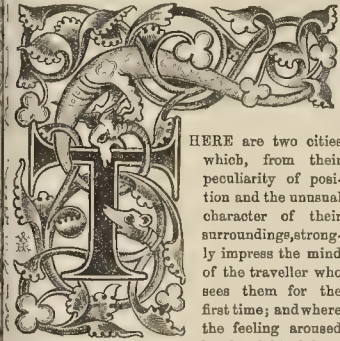 THERE are two cities
which, from their
peculiarity of posi-
tion and the unusual
character of their
surroundings,strong-
ly impress the mind
of the traveller who
sees them for the
first time; and where
the feeling aroused